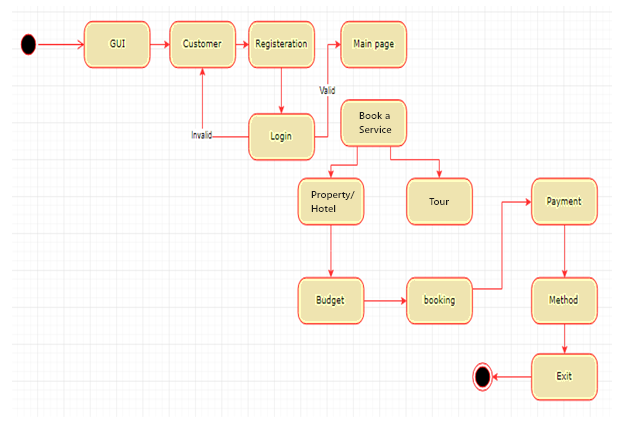 GUI
Customer
Registeration
Main page
Valid
Invalid
Login
Book a
Service
Property/
Hotel
Tour
Payment
Budget
booking
Method
Exit